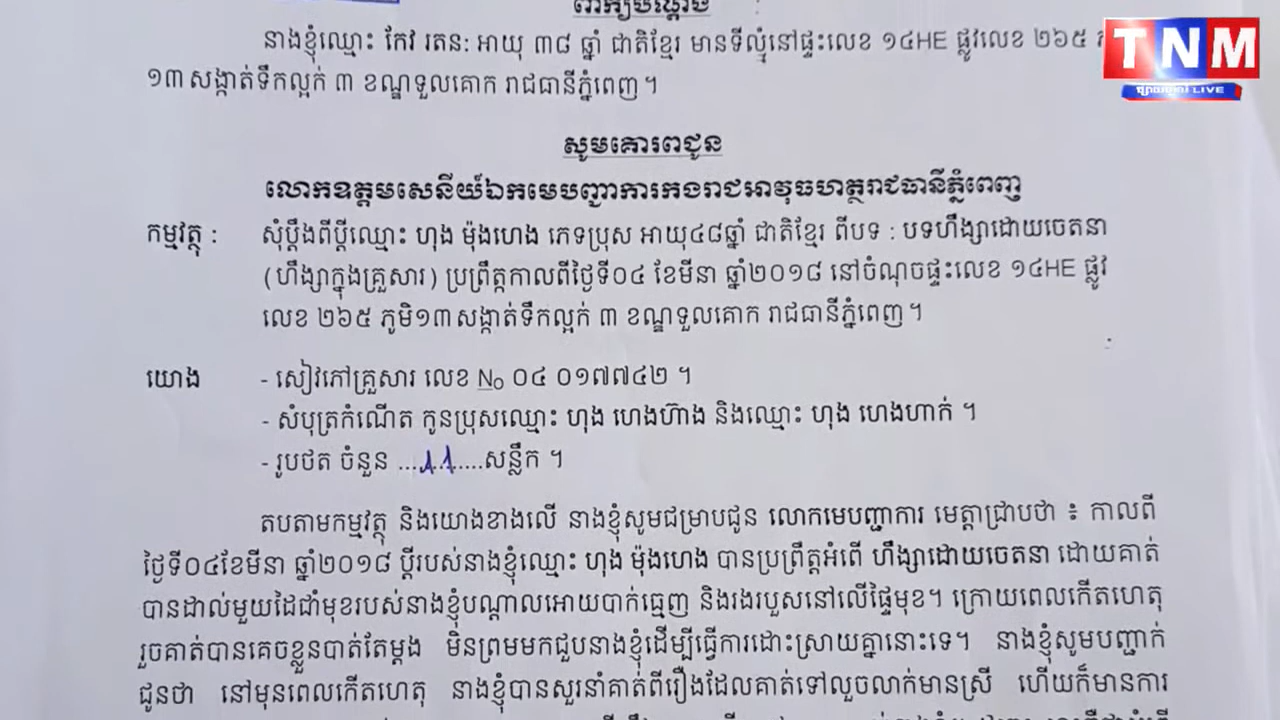 ពាក្យបណ្តឹង
នាងខ្ញុំឈ្មោះ កែវ រតនៈ អាយុ ៣៨ ឆ្នាំ ជាតិខ្មែរ មានទីលំនៅផ្ទះលេខ ១៤HE ផ្លូវលេខ ២៦៥
TNM
ផ្សាយផ្ទាល់ LIVE
១៣ សង្កាត់ទឹកល្អក់ ៣ ខណ្ឌទួលគោក រាជធានីភ្នំពេញ ។
សូមគោរពជូន
លោកឧត្តមសេនីយ៍ឯកមេបញ្ជាការកងរាជអាវុធហត្ថរាជធានីភ្នំពេញ
កម្មវត្ថុ : សុំប្តឹងពីប្តីឈ្មោះ ហុង ម៉ុងហេង ភេទប្រុស អាយុ៤៨ឆ្នាំ ជាតិខ្មែរ ពីបទ : បទហឹង្សាដោយចេតនា
(ហឹង្សាក្នុងគ្រួសារ) ប្រព្រឹត្តកាលពីថ្ងៃទី០៤ ខែមីនា ឆ្នាំ២០១៨ នៅចំណុចផ្ទះលេខ ១៤HE ផ្លូវ
លេខ ២៦៥ ភូមិ១៣ សង្កាត់ទឹកល្អក់ ៣ ខណ្ឌទួលគោក រាជធានីភ្នំពេញ ។
យោង - សៀវភៅគ្រួសារ លេខ No ០៤ ០១៧៧៤២ ។
- សំបុត្រកំណើត កូនប្រុសឈ្មោះ ហុង ហេងហ៊ាង និងឈ្មោះ ហុង ហេងហាក់ ។
- រូបថត ចំនួន ...11.....សន្លឹក ។
តបតាមកម្មវត្ថុ និងយោងខាងលើ នាងខ្ញុំសូមជម្រាបជូន លោកមេបញ្ជាការ មេត្តាជ្រាបថា ៖ កាលពី
ថ្ងៃទី០៤ខែមីនា ឆ្នាំ២០១៨ ប្តីរបស់នាងខ្ញុំឈ្មោះ ហុង ម៉ុងហេង បានប្រព្រឹត្តអំពើ ហឹង្សាដោយចេតនា ដោយគាត់
បានដាល់មួយដៃជាំមុខរបស់នាងខ្ញុំបណ្តាលអោយបាក់ធ្មេញ និងរងរបួសនៅលើផ្ទៃមុខ។ ក្រោយពេលកើតហេតុ
រួចគាត់បានគេចខ្លួនបាត់តែម្តង មិនព្រមមកជួបនាងខ្ញុំដើម្បីធ្វើការដោះស្រាយគ្នានោះទេ។ នាងខ្ញុំសូមបញ្ជាក់
ជូនថា នៅមុនពេលកើតហេតុ នាងខ្ញុំបានសួរនាំគាត់ពីរឿងដែលគាត់ទៅលួចលាក់មានស្រី ហើយក៏មានការ